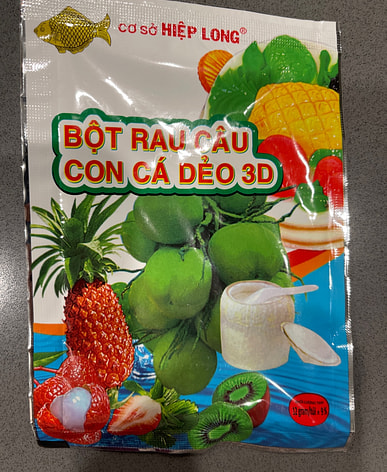 CƠ SỞ HIỆP LONG®
BỘT RAU CÂU
CON CÁ DẺO 3D